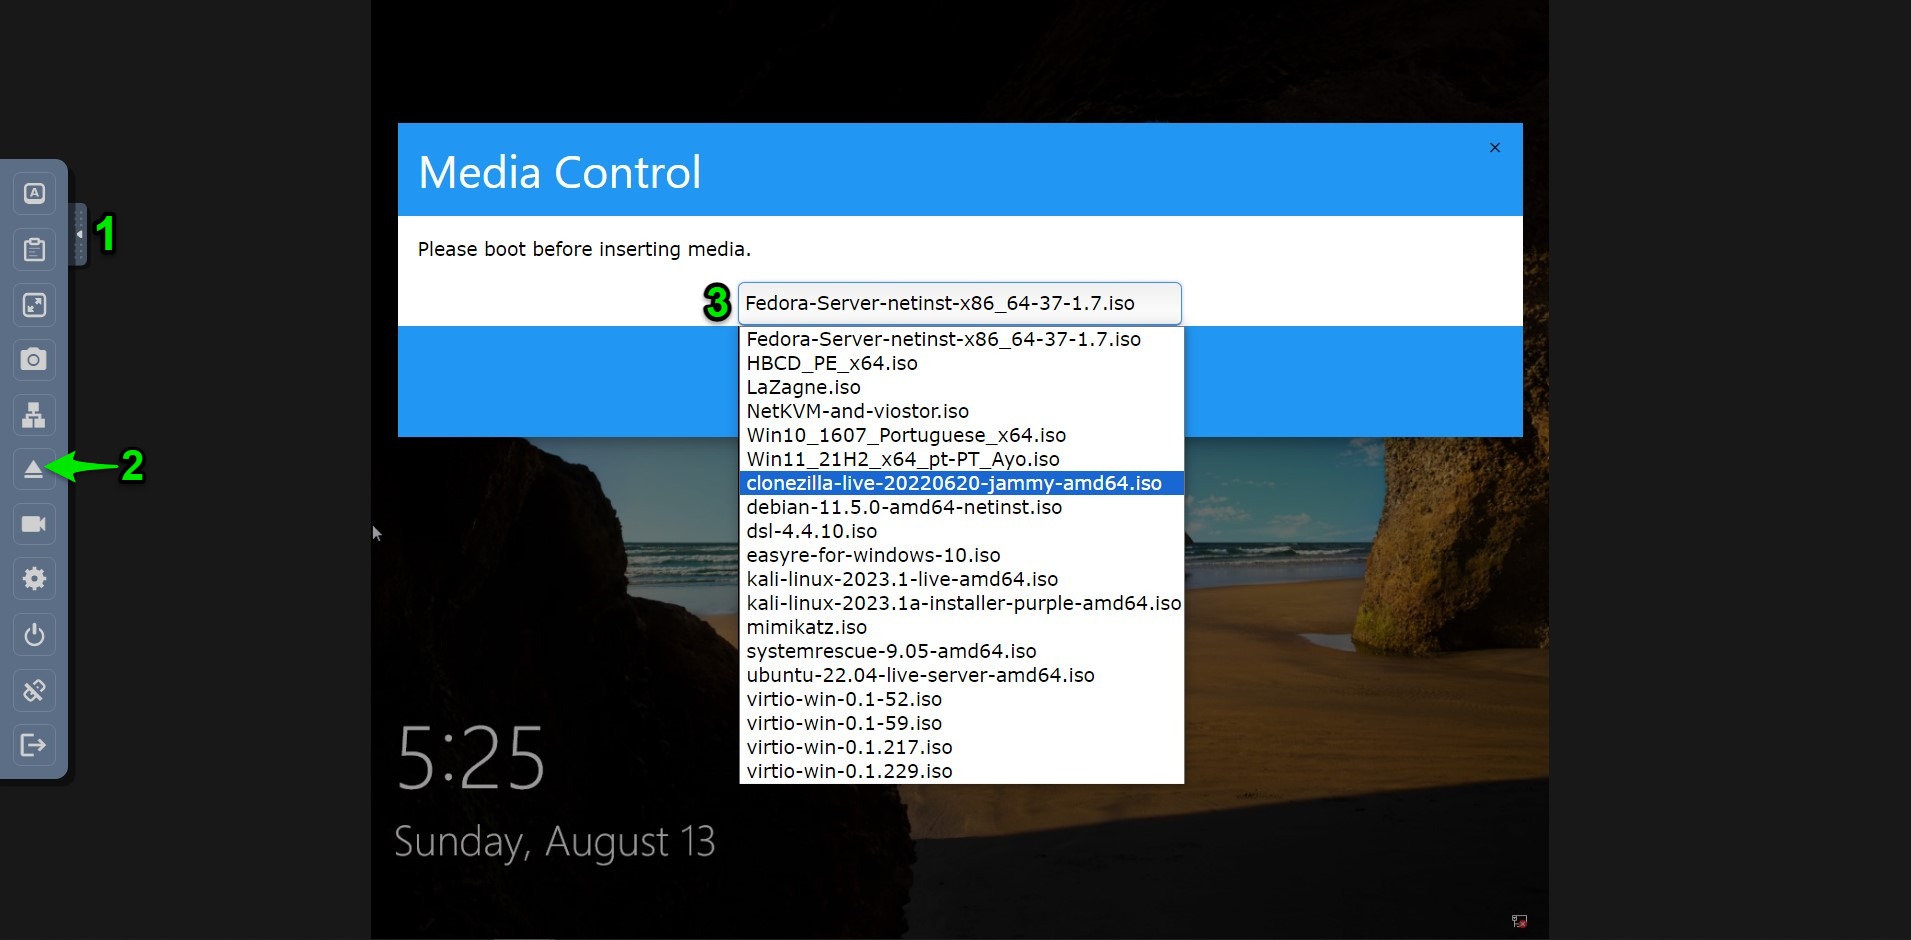 A
1
Media Control
Please boot before inserting media.
3
Fedora-Server-netinst-x86_64-37-1.7.iso
Fedora-Server-netinst-x86_64-37-1.7.iso
HBCD_PE_x64.iso
LaZagne.iso
NetKVM-and-viostor.iso
Win10_1607_Portuguese_x64.iso
Win11_21H2_x64_pt-PT_Ayo.iso
2
clonezilla-live-20220620-jammy-amd64.iso
debian-11.5.0-amd64-netinst.iso
dsl-4.4.10.iso
easyre-for-windows-10.iso
kali-linux-2023.1-live-amd64.iso
kali-linux-2023.1a-installer-purple-amd64.iso
mimikatz.iso
systemrescue-9.05-amd64.iso
ubuntu-22.04-live-server-amd64.iso
virtio-win-0.1-52.iso
virtio-win-0.1-59.iso
virtio-win-0.1.217.iso
virtio-win-0.1.229.iso
5:25
Sunday, August 13